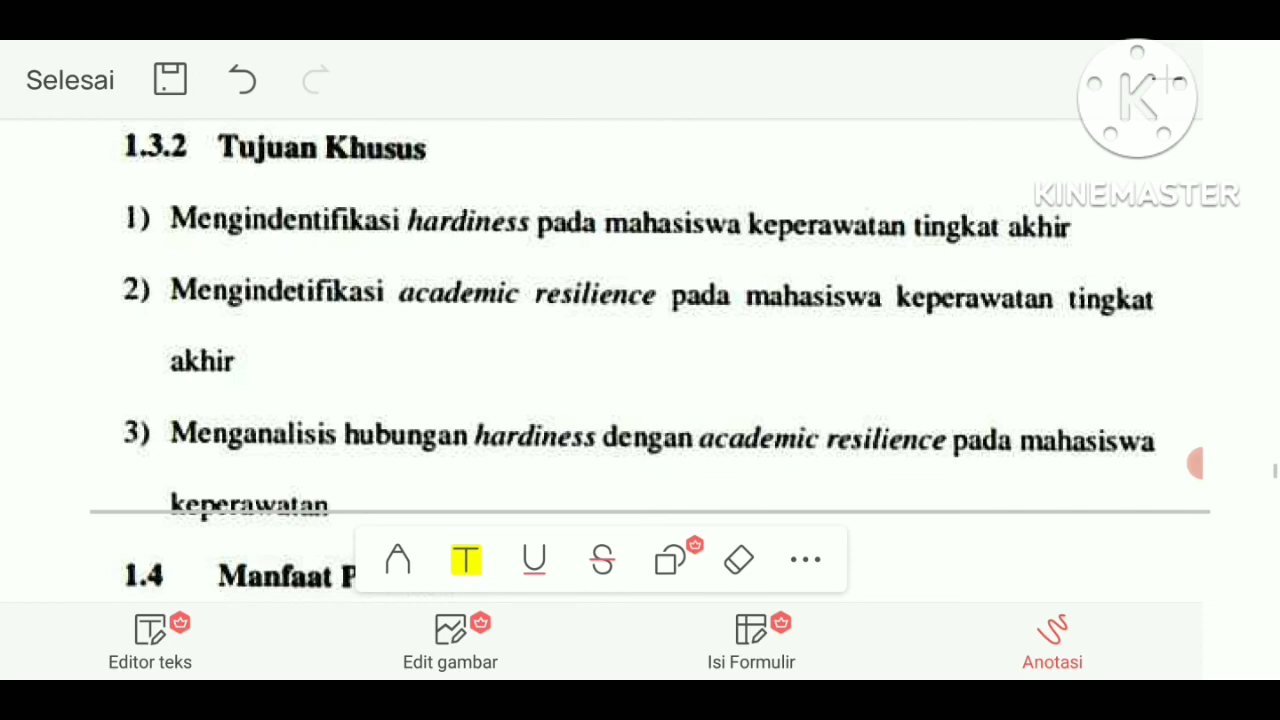 Selesai
K
KINEMASTER
1.3.2 Tujuan Khusus
1) Mengindentifikasi hardiness pada mahasiswa keperawatan tingkat akhir
2) Mengindetifikasi academic resilience pada mahasiswa keperawatan tingkat
akhir
3) Menganalisis hubungan hardiness dengan academic resilience pada mahasiswa
keperawatan
1.4 Manfaat P
T U S
Editor teks Edit gambar Isi Formulir Anotasi